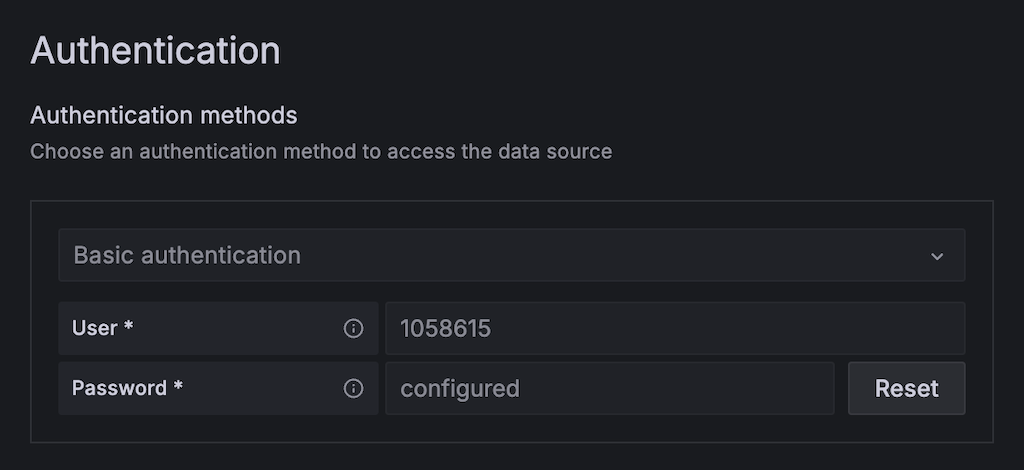 Authentication
Authentication methods
Choose an authentication method to access the data source
Basic authentication
User * 1058615
Password * configured Reset